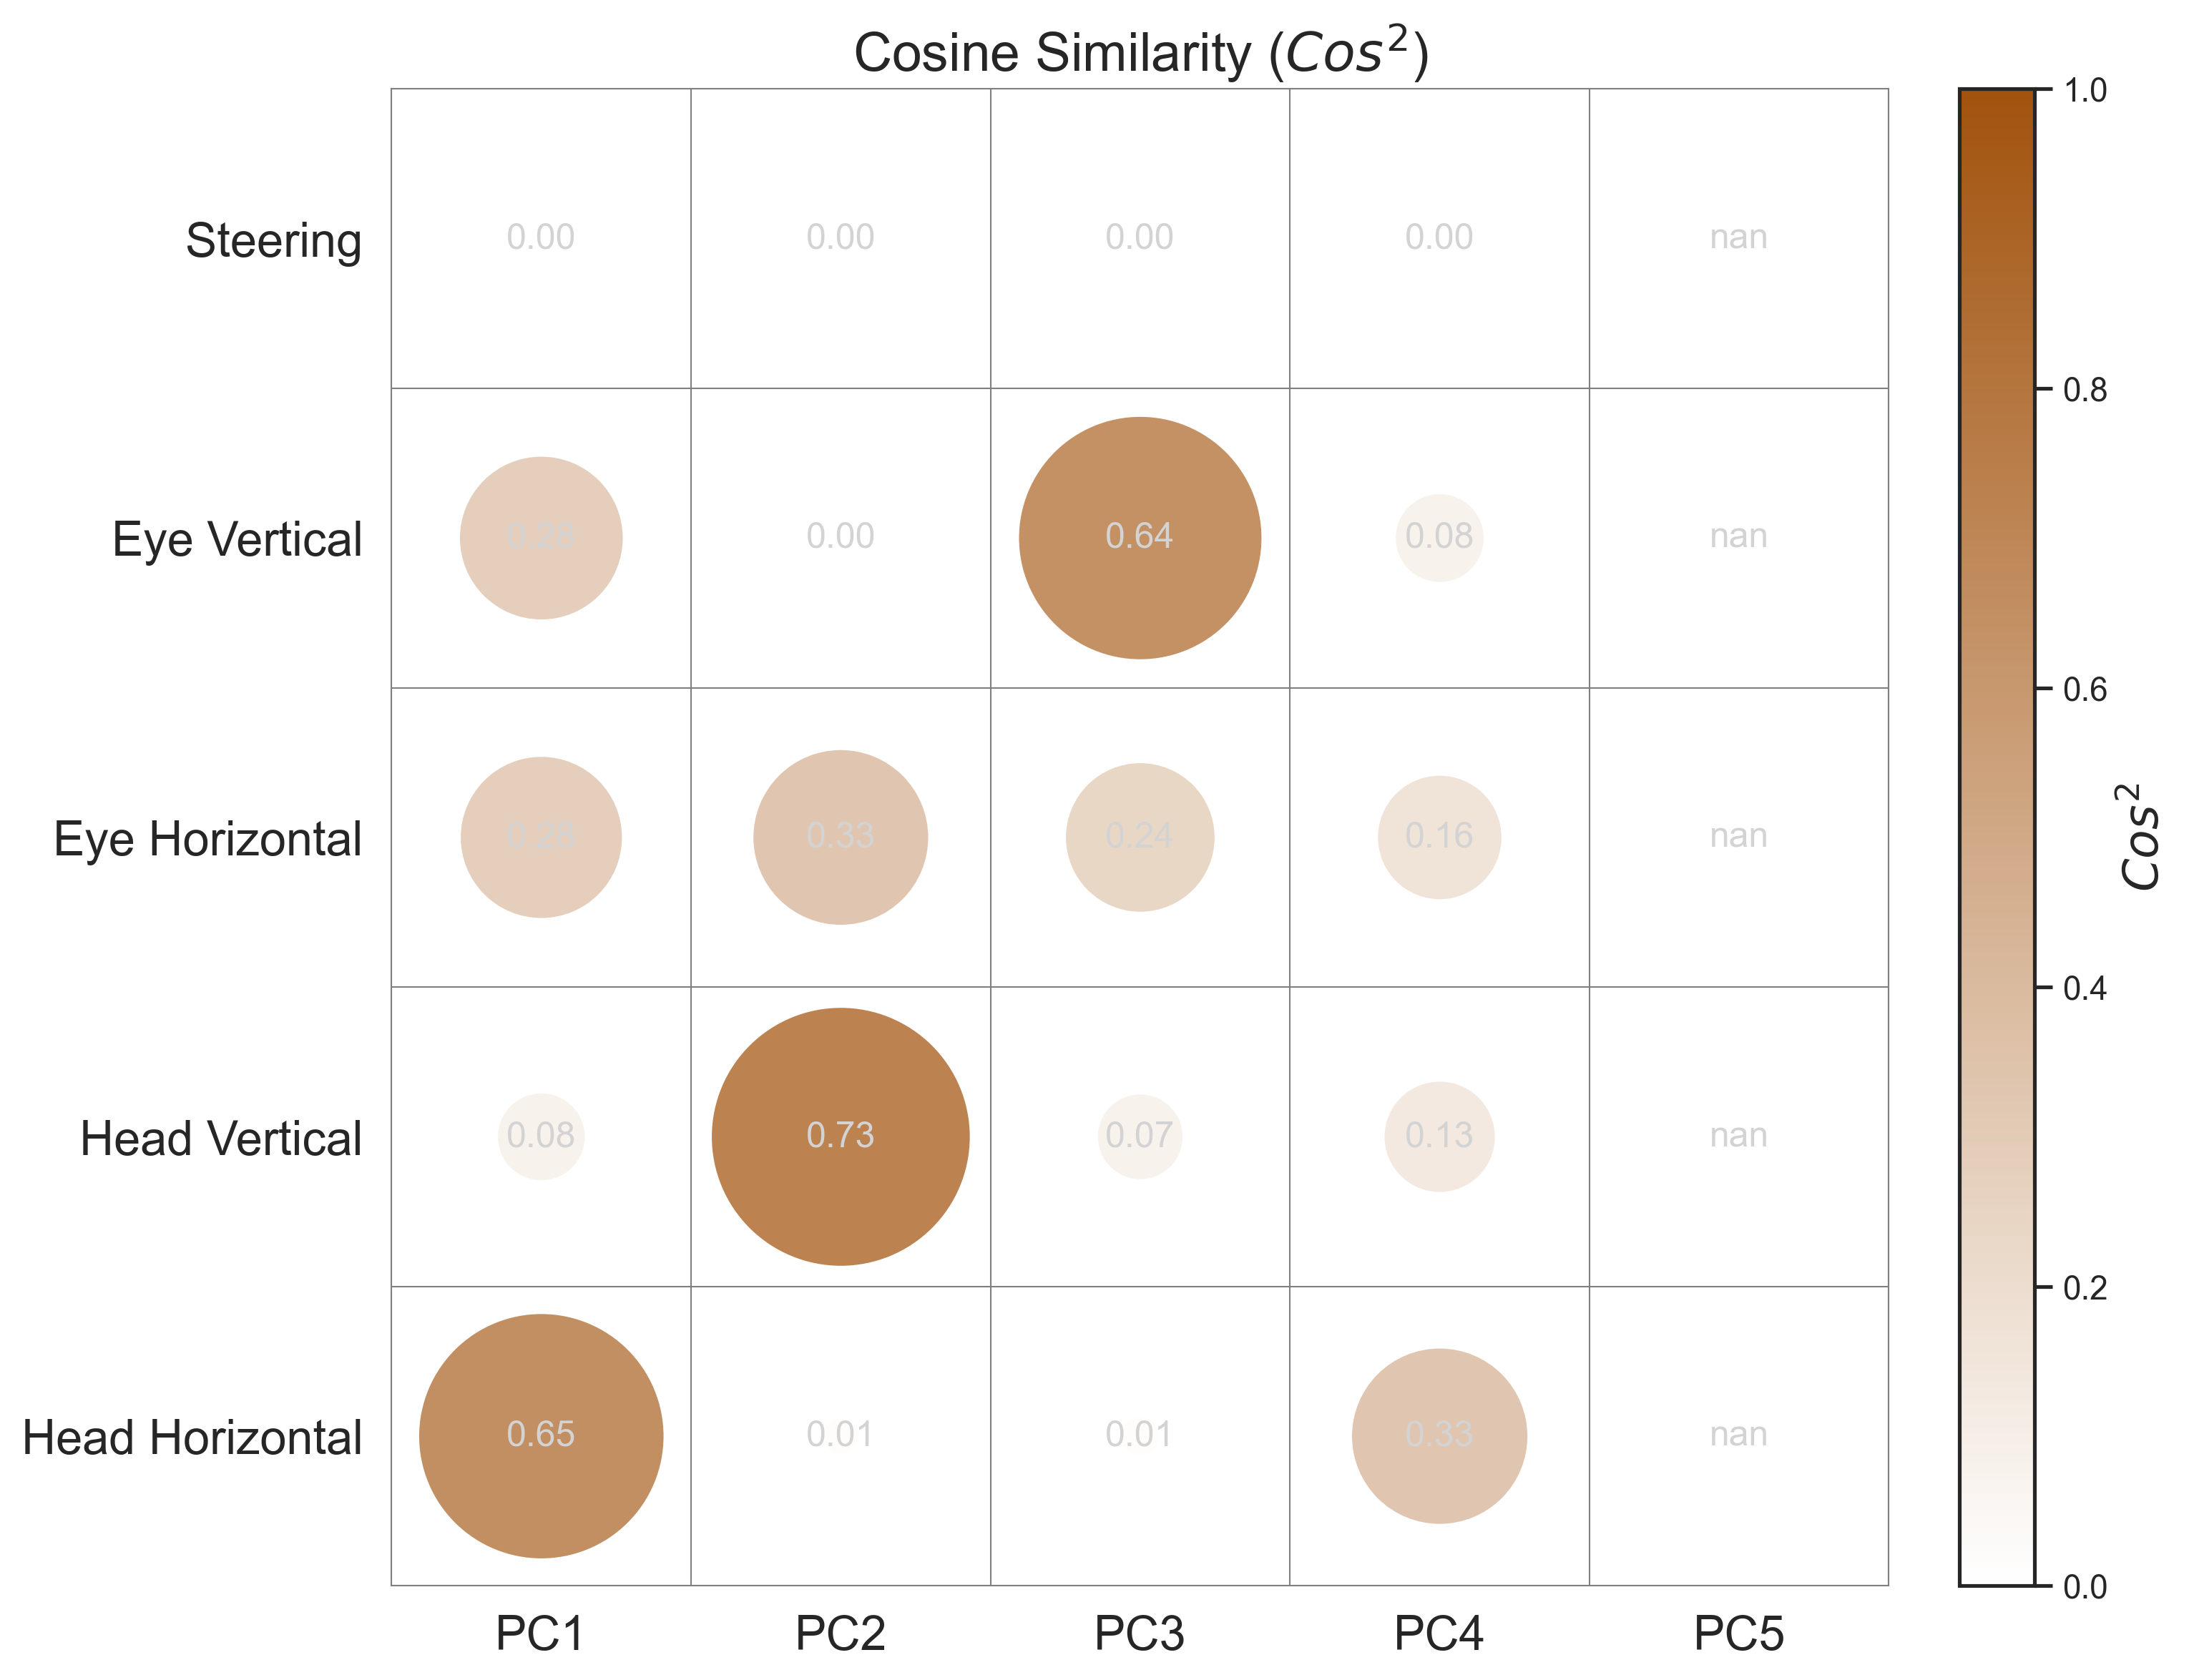 Cosine Similarity (Cos²)
Steering 0.00 0.00 0.00 0.00 nan
Eye Vertical 0.28 0.00 0.64 0.08 nan
Eye Horizontal 0.28 0.33 0.24 0.16 nan
Head Vertical 0.08 0.73 0.07 0.13 nan
Head Horizontal 0.65 0.01 0.01 0.33 nan
PC1 PC2 PC3 PC4 PC5
1.0
0.8
0.6
0.4
0.2
0.0
Cos²